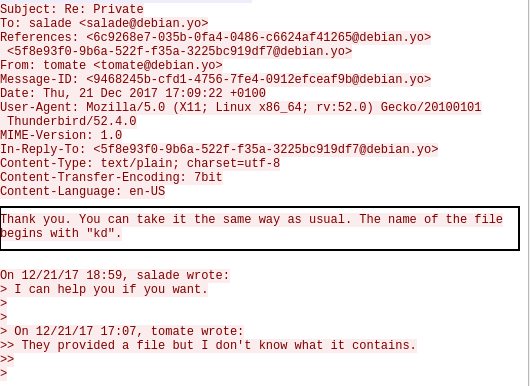 Subject: Re: Private
To: salade <salade@debian.yo>
References: <6c9268e7-035b-0fa4-0486-c6624af41265@debian.yo>
<5f8e93f0-9b6a-522f-f35a-3225bc919df7@debian.yo>
From: tomate <tomate@debian.yo>
Message-ID: <9468245b-cfd1-4756-7fe4-0912efceaf9b@debian.yo>
Date: Thu, 21 Dec 2017 17:09:22 +0100
User-Agent: Mozilla/5.0 (X11; Linux x86_64; rv:52.0) Gecko/20100101
Thunderbird/52.4.0
MIME-Version: 1.0
In-Reply-To: <5f8e93f0-9b6a-522f-f35a-3225bc919df7@debian.yo>
Content-Type: text/plain; charset=utf-8
Content-Transfer-Encoding: 7bit
Content-Language: en-US
Thank you. You can take it the same way as usual. The name of the file
begins with "kd".
On 12/21/17 18:59, salade wrote:
> I can help you if you want.
>
>
> On 12/21/17 17:07, tomate wrote:
>> They provided a file but I don't know what it contains.
>>
>